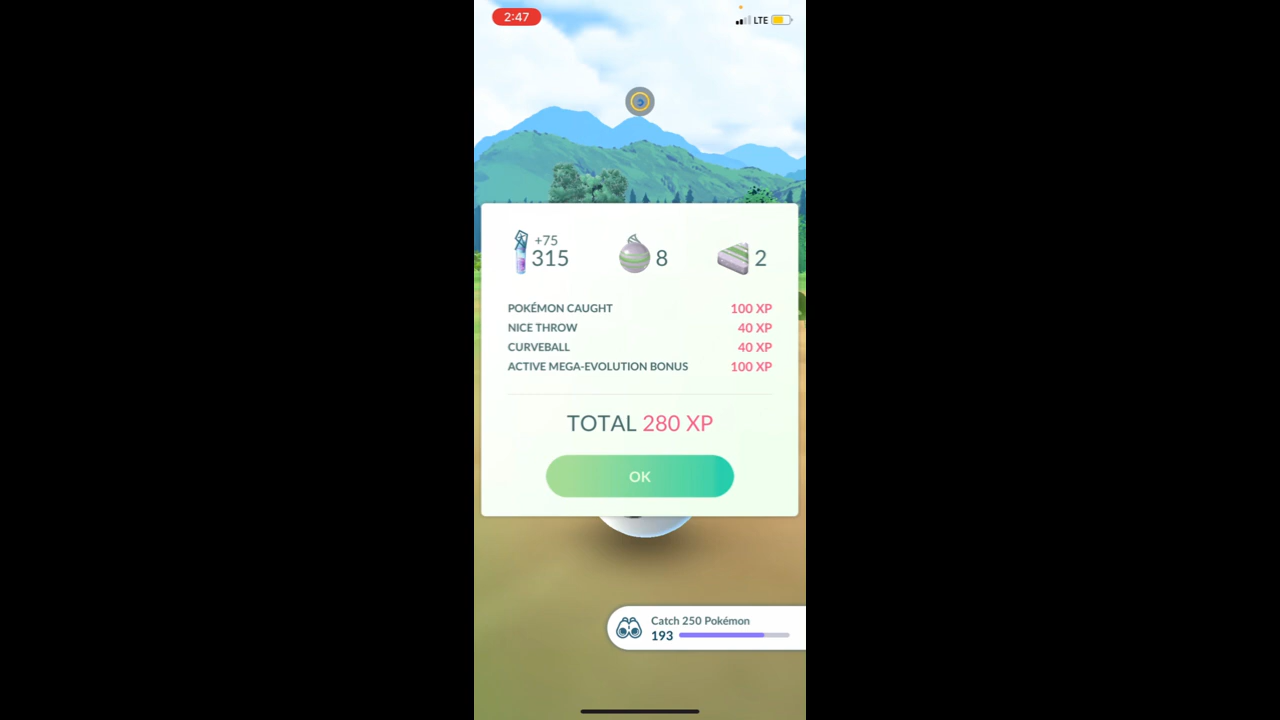 2:47
LTE
+75
315
8
2
POKÉMON CAUGHT 100 XP
NICE THROW 40 XP
CURVEBALL 40 XP
ACTIVE MEGA-EVOLUTION BONUS 100 XP
TOTAL 280 XP
OK
Catch 250 Pokémon
193